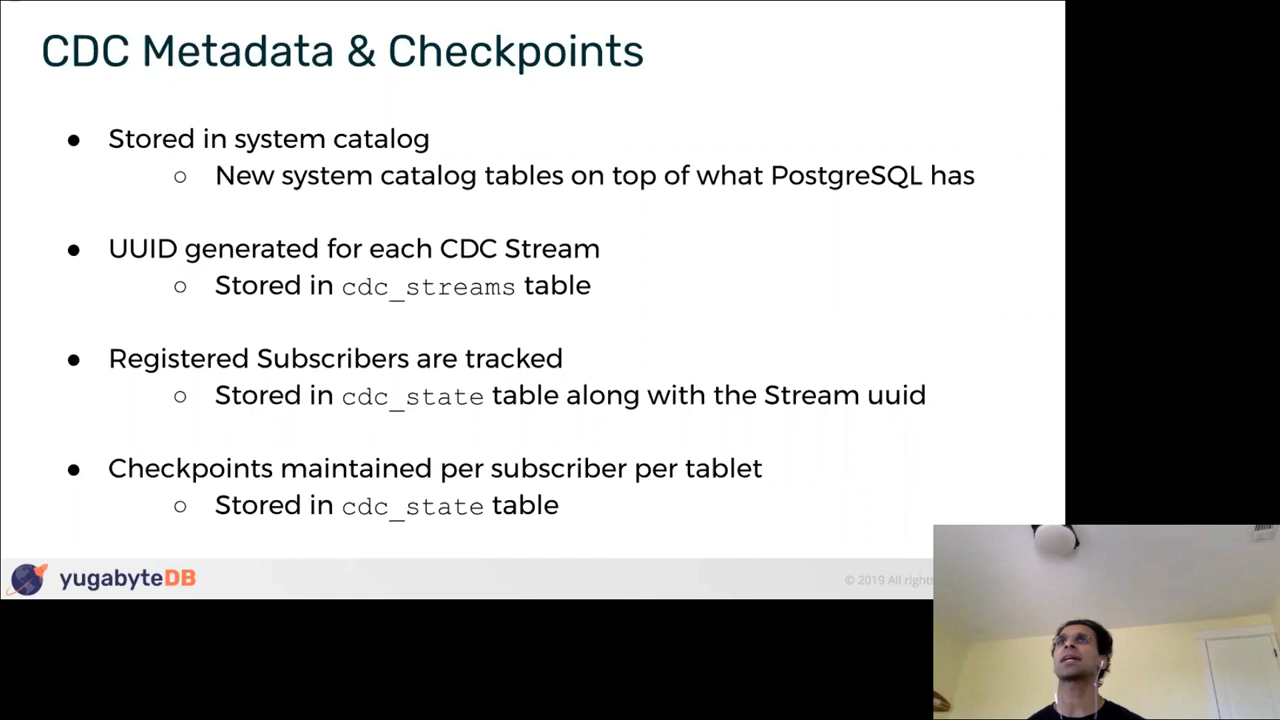 CDC Metadata & Checkpoints
● Stored in system catalog
○ New system catalog tables on top of what PostgreSQL has
● UUID generated for each CDC Stream
○ Stored in cdc_streams table
● Registered Subscribers are tracked
○ Stored in cdc_state table along with the Stream uuid
● Checkpoints maintained per subscriber per tablet
○ Stored in cdc_state table
yugabyteDB
© 2019 All rights